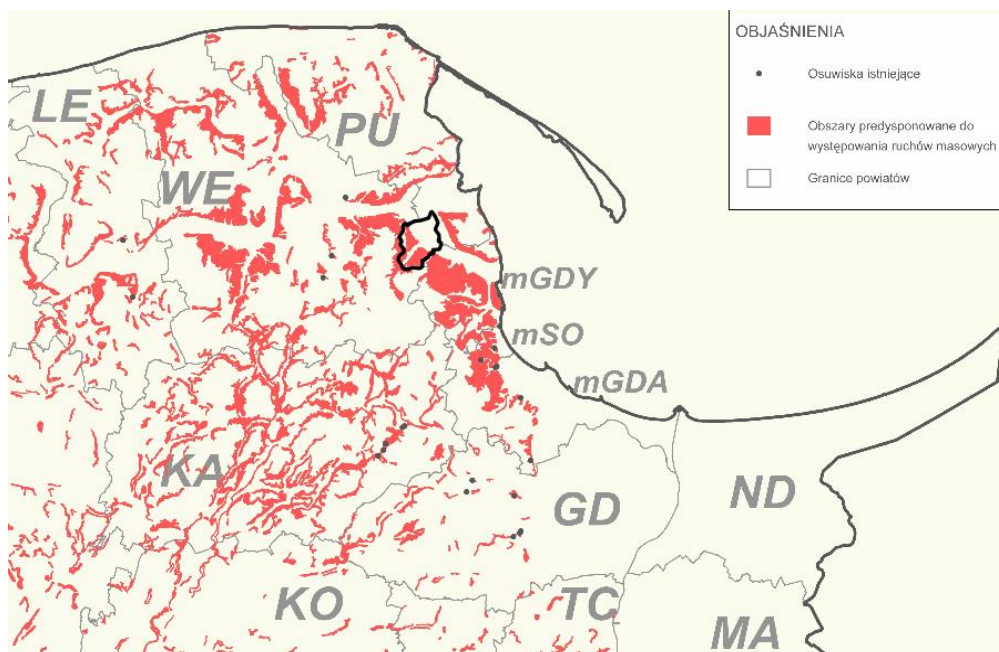 OBJAŚNIENIA
Osuwiska istniejące
Obszary predysponowane do
występowania ruchów masowych
Granice powiatów
LE
PU
WE
mGDY
mSO
mGDA
KA
GD
ND
KO
TC
MA